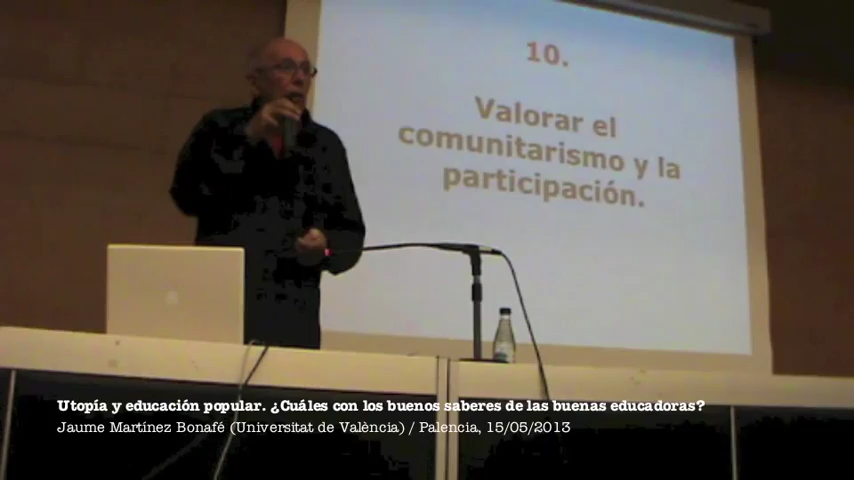 10.
Valorar el
comunitarismo y la
participación.
Utopía y educación popular. ¿Cuáles con los buenos saberes de las buenas educadoras?
Jaume Martínez Bonafé (Universitat de València) / Palencia, 15/05/2013